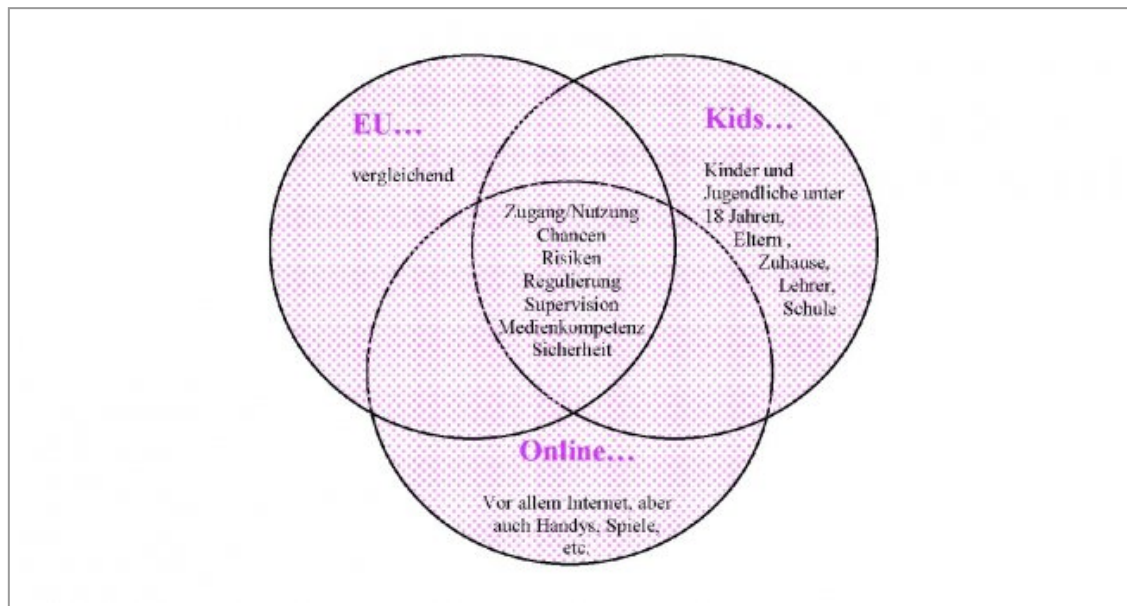 EU...
vergleichend
Kids...
Kinder und
Jugendliche unter
18 Jahren,
Eltern ,
Zuhause,
Lehrer,
Schule
Zugang/Nutzung
Chancen
Risiken
Regulierung
Supervision
Medienkompetenz
Sicherheit
Online...
Vor allem Internet, aber
auch Handys, Spiele,
etc.